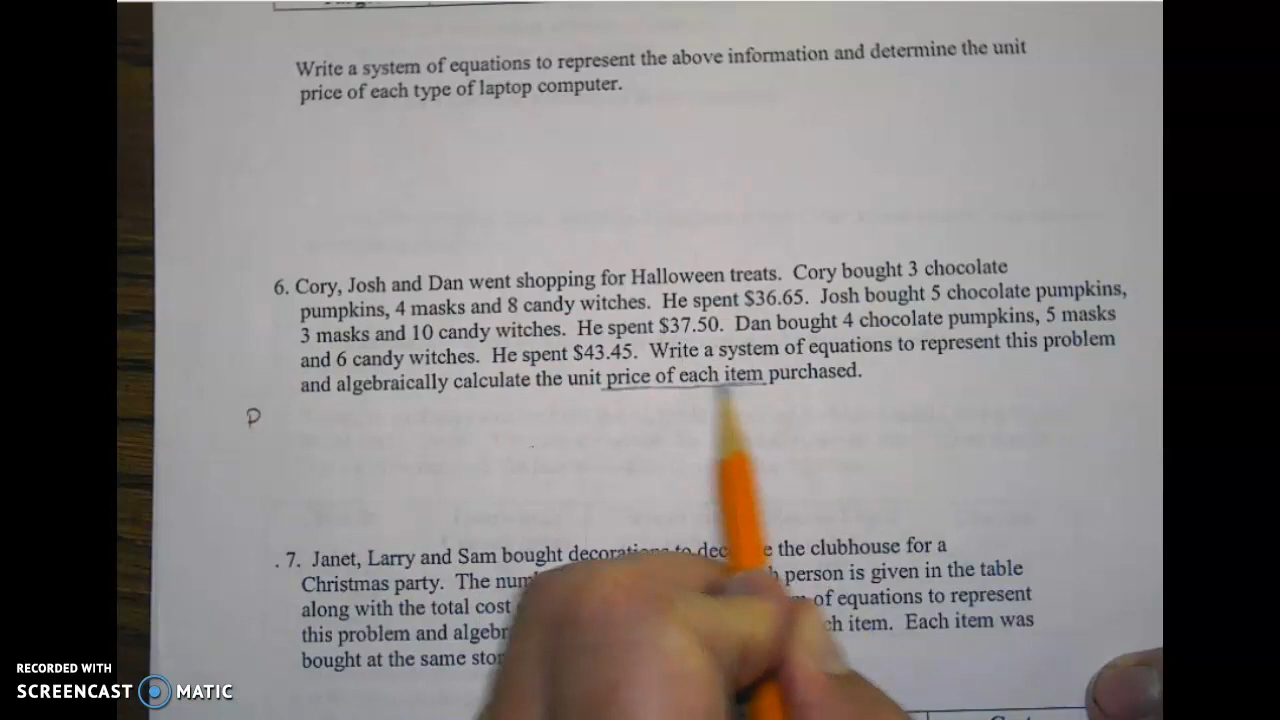 Write a system of equations to represent the above information and determine the unit
price of each type of laptop computer.
6. Cory, Josh and Dan went shopping for Halloween treats. Cory bought 3 chocolate
pumpkins, 4 masks and 8 candy witches. He spent $36.65. Josh bought 5 chocolate pumpkins,
3 masks and 10 candy witches. He spent $37.50. Dan bought 4 chocolate pumpkins, 5 masks
and 6 candy witches. He spent $43.45. Write a system of equations to represent this problem
and algebraically calculate the unit price of each item purchased.
P
. 7. Janet, Larry and Sam bought decorations to the clubhouse for a
Christmas party. The person is given in the table
along with the total cost of equations to represent
this problem and item. Each item was
bought at the same
RECORDED WITH
SCREENCAST MATIC